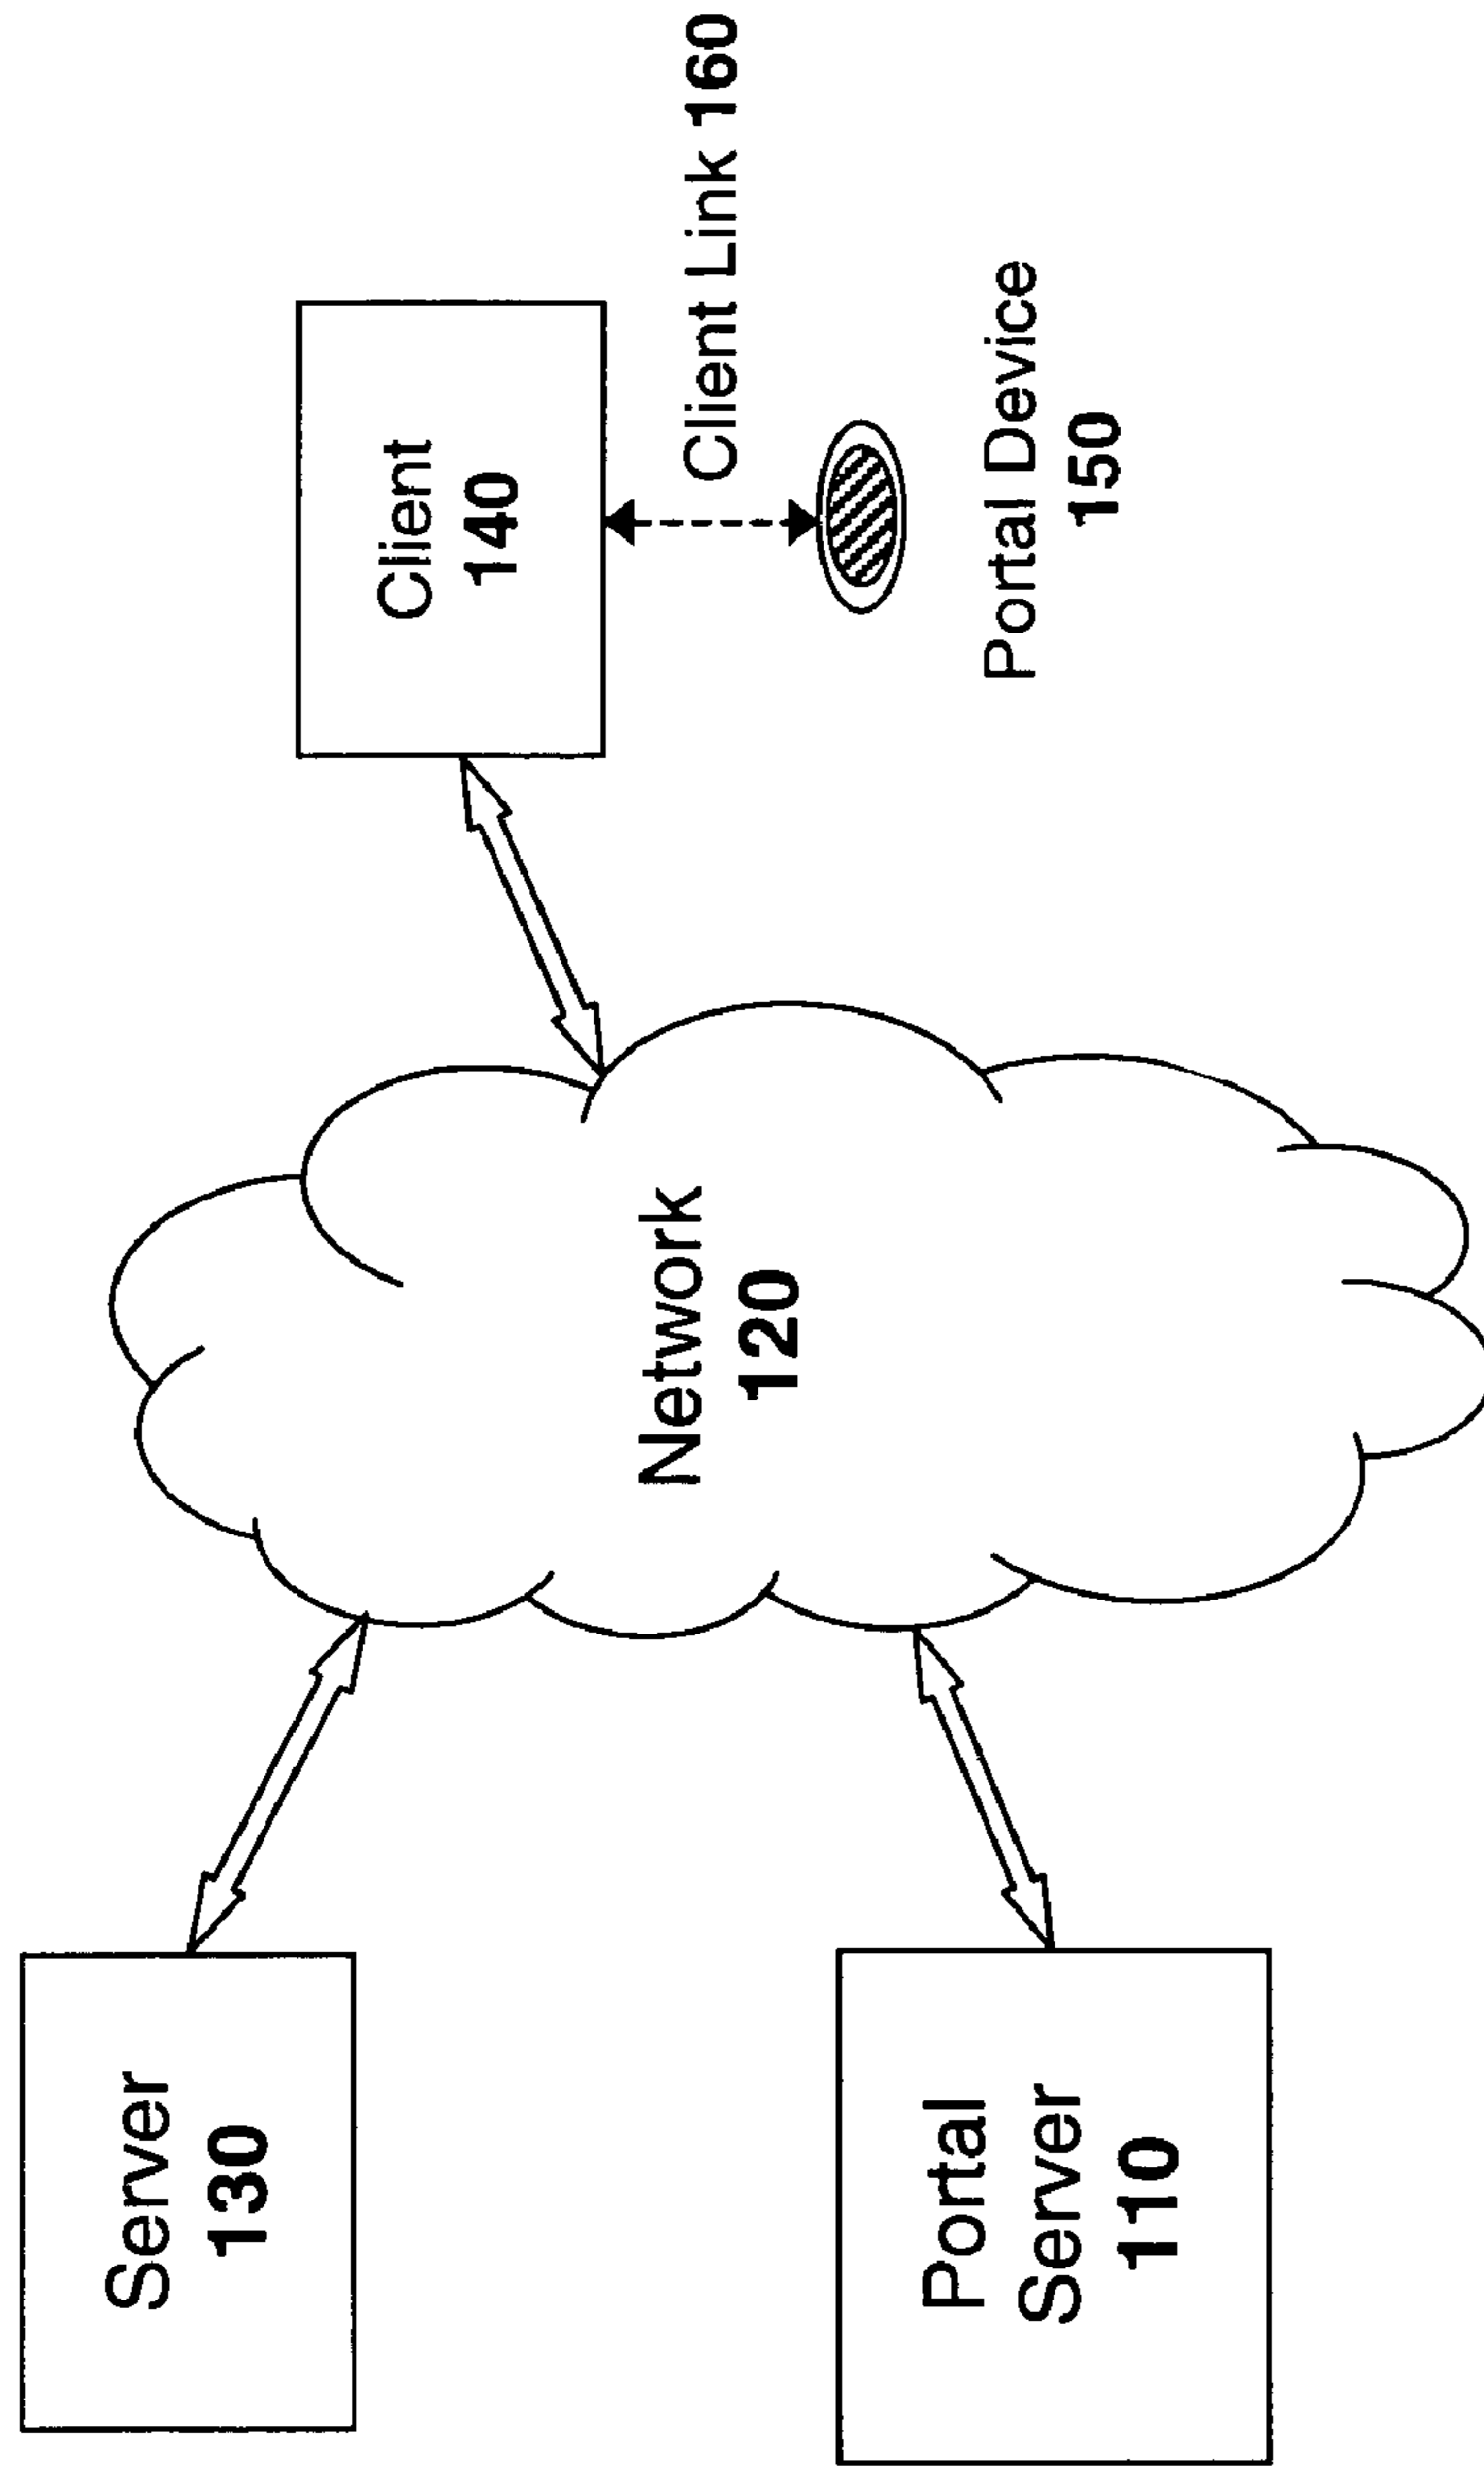 Server
130
Portal
Server
110
Network
120
Client
140
Client Link 160
Portal Device
150